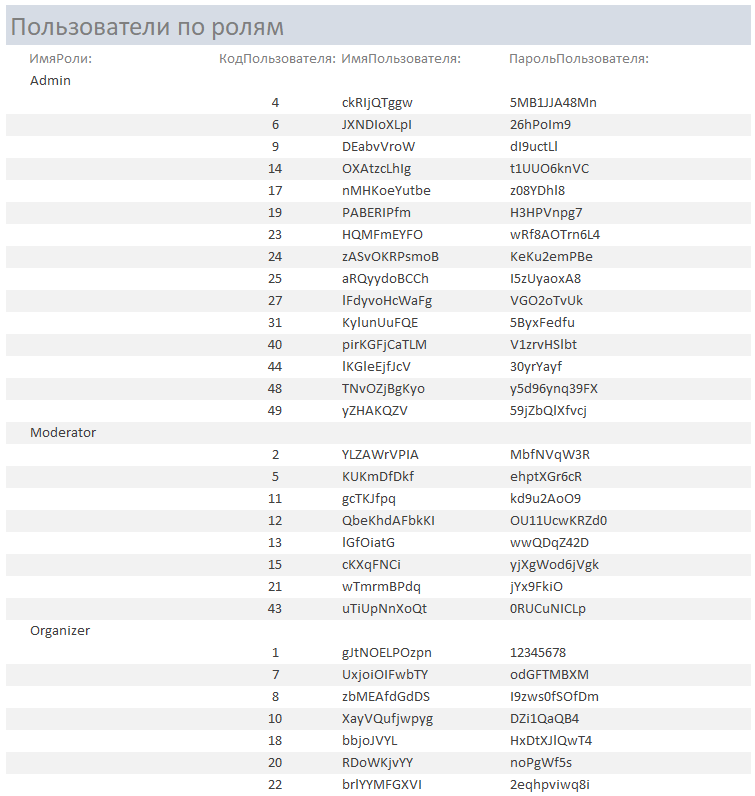 Пользователи по ролям
ИмяРоли: КодПользователя: ИмяПользователя: ПарольПользователя:
Admin
4 ckRIjQTggw 5MB1JJA48Mn
6 JXNDIoXLpI 26hPoIm9
9 DEabvVroW dI9uctLl
14 OXAtzcLhIg t1UUO6knVC
17 nMHKoeYutbe z08YDhl8
19 PABERIPfm H3HPVnpg7
23 HQMFmEYFO wRf8AOTrn6L4
24 zASvOKRPsmoB KeKu2emPBe
25 aRQyydoBCCh I5zUyaoxA8
27 lFdyvoHcWaFg VGO2oTvUk
31 KylunUuFQE 5ByxFedfu
40 pirKGFjCaTLM V1zrvHSlbt
44 lKGleEjfJcV 30yrYayf
48 TNvOZjBgKyo y5d96ynq39FX
49 yZHAKQZV 59jZbQlXfvcj
Moderator
2 YLZAWrVPIA MbfNVqW3R
5 KUKmDfDkf ehptXGr6cR
11 gcTKJfpq kd9u2AoO9
12 QbeKhdAFbkKI OU11UcwKRZd0
13 lGfOiatG wwQDqZ42D
15 cKXqFNCi yjXgWod6jVgk
21 wTmrmBPdq jYx9FkiO
43 uTiUpNnXoQt 0RUCuNICLp
Organizer
1 gJtNOELPOzpn 12345678
7 UxjoiOIFwbTY odGFTMBXM
8 zbMEAfdGdDS I9zws0fSOfDm
10 XayVQufjwpyg DZi1QaQB4
18 bbjoJVYL HxDtXJlQwT4
20 RDoWKjvYY noPgWf5s
22 brlYYMFGXVI 2eqhpviwq8i